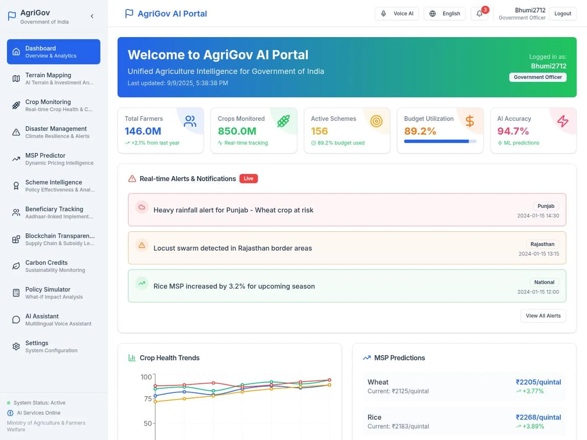 AgriGov
Government of India
Dashboard
Overview & Analytics
Terrain Mapping
AI Terrain & Investment An...
Crop Monitoring
Real-time Crop Health & C...
Disaster Management
Climate Resilience & Alerts
MSP Predictor
Dynamic Pricing Intelligence
Scheme Intelligence
Policy Effectiveness & Anal...
Beneficiary Tracking
Aadhaar-linked Implement...
Blockchain Transparen...
Supply Chain & Subsidy Le...
Carbon Credits
Sustainability Monitoring
Policy Simulator
What-if Impact Analysis
AI Assistant
Multilingual Voice Assistant
Settings
System Configuration
System Status: Active
AI Services Online
Ministry of Agriculture & Farmers
Welfare
AgriGov AI Portal
Voice AI
English
3
Bhumi2712
Government Officer
Logout
Welcome to AgriGov AI Portal
Unified Agriculture Intelligence for Government of India
Last updated: 9/9/2025, 5:38:38 PM
Logged in as:
Bhumi2712
Government Officer
Total Farmers
146.0M
+2.1% from last year
Crops Monitored
850.0M
Real-time tracking
Active Schemes
156
89.2% budget used
Budget Utilization
89.2%
AI Accuracy
94.7%
ML predictions
Real-time Alerts & Notifications
Live
Heavy rainfall alert for Punjab - Wheat crop at risk
Punjab
2024-01-15 14:30
Locust swarm detected in Rajasthan border areas
Rajasthan
2024-01-15 13:15
Rice MSP increased by 3.2% for upcoming season
National
2024-01-15 12:00
View All Alerts
Crop Health Trends
100
75
50
MSP Predictions
Wheat
Current: ₹2125/quintal
₹2205/quintal
+3.77%
Rice
Current: ₹2183/quintal
₹2268/quintal
+3.89%